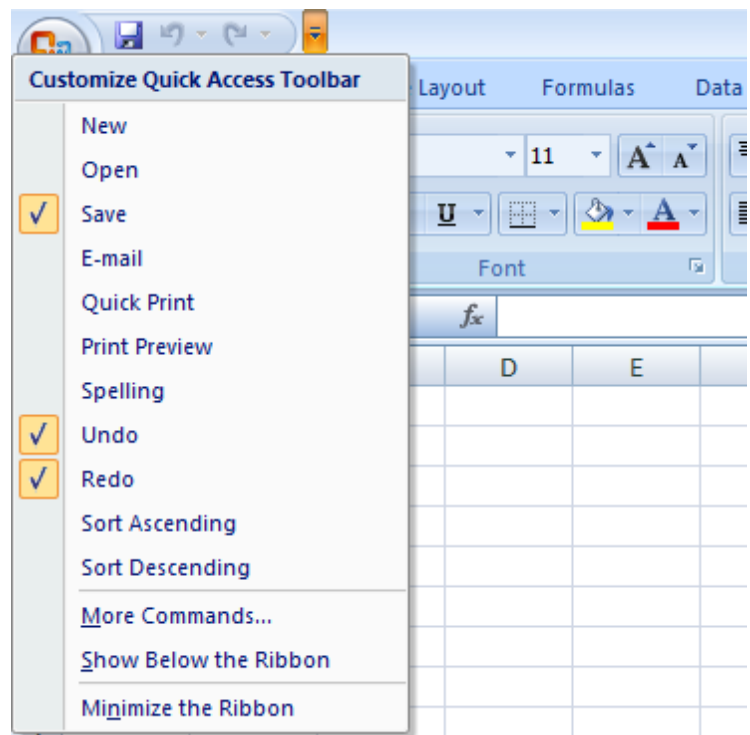 Customize Quick Access Toolbar
Layout Formulas Data
New
Open
11 A A
Save
U A
E-mail
Font
Quick Print
fx
Print Preview
D E
Spelling
Undo
Redo
Sort Ascending
Sort Descending
More Commands...
Show Below the Ribbon
Minimize the Ribbon